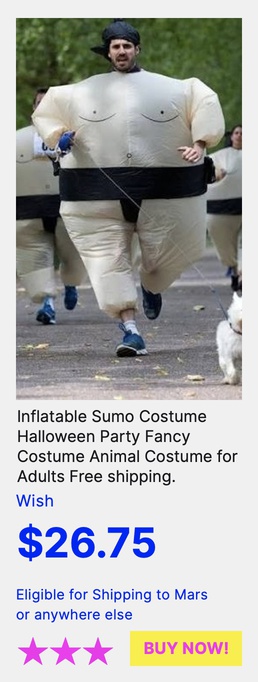 Inflatable Sumo Costume
Halloween Party Fancy
Costume Animal Costume for
Adults Free shipping.
Wish
$26.75
Eligible for Shipping to Mars
or anywhere else
BUY NOW!